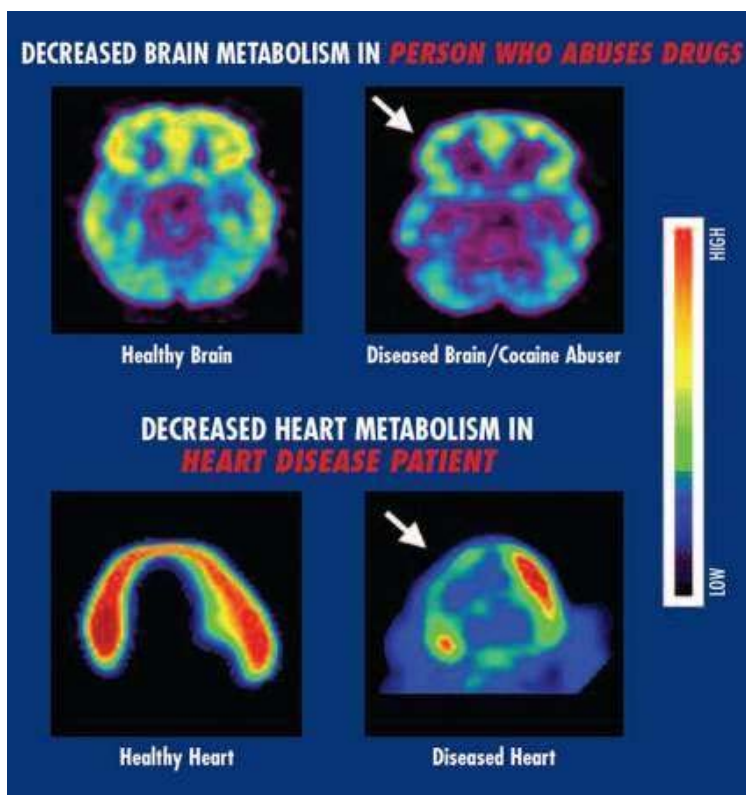 DECREASED BRAIN METABOLISM IN PERSON WHO ABUSES DRUGS
Healthy Brain
Diseased Brain/Cocaine Abuser
HIGH
LOW
DECREASED HEART METABOLISM IN
HEART DISEASE PATIENT
Healthy Heart
Diseased Heart